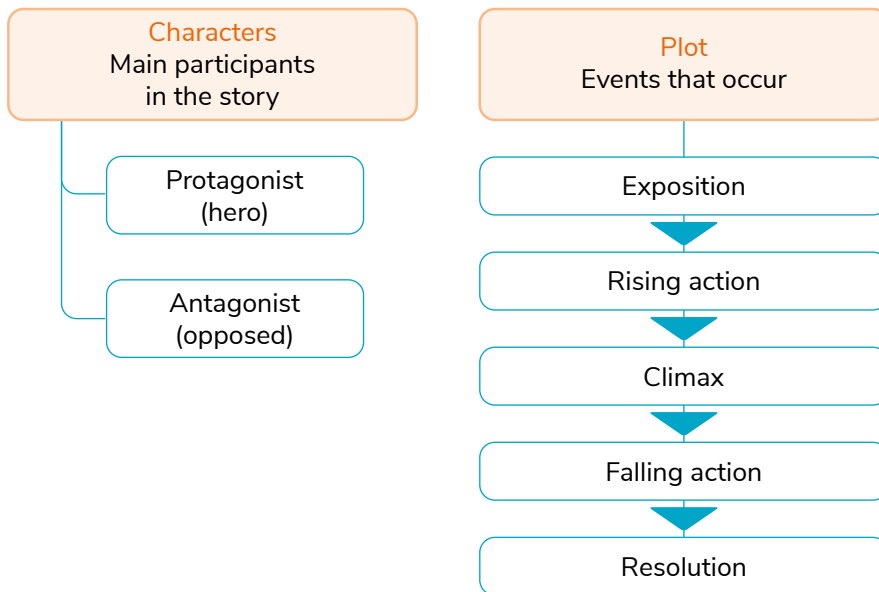 Characters
Main participants
in the story
Protagonist
(hero)
Antagonist
(opposed)
Plot
Events that occur
Exposition
Rising action
Climax
Falling action
Resolution